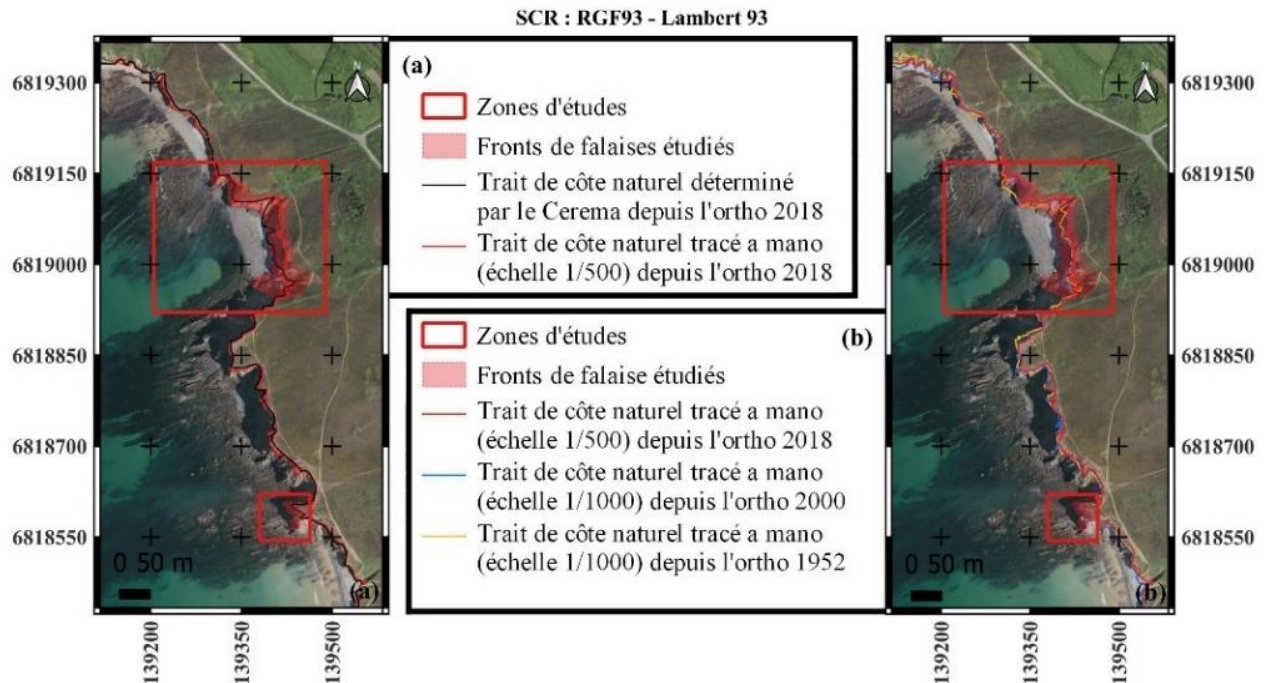 SCR : RGF93 - Lambert 93
6819300
6819150
6819000
6818850
6818700
6818550
N
0 50 m
(a)
139200
139350
139500
(a)
Zones d'études
Fronts de falaises étudiés
Trait de côte naturel déterminé
par le Cerema depuis l'ortho 2018
Trait de côte naturel tracé a mano
(échelle 1/500) depuis l'ortho 2018
(b)
Zones d'études
Fronts de falaise étudiés
Trait de côte naturel tracé a mano
(échelle 1/500) depuis l'ortho 2018
Trait de côte naturel tracé a mano
(échelle 1/1000) depuis l'ortho 2000
Trait de côte naturel tracé a mano
(échelle 1/1000) depuis l'ortho 1952
N
0 50 m
(b)
6819300
6819150
6819000
6818850
6818700
6818550
139200
139350
139500